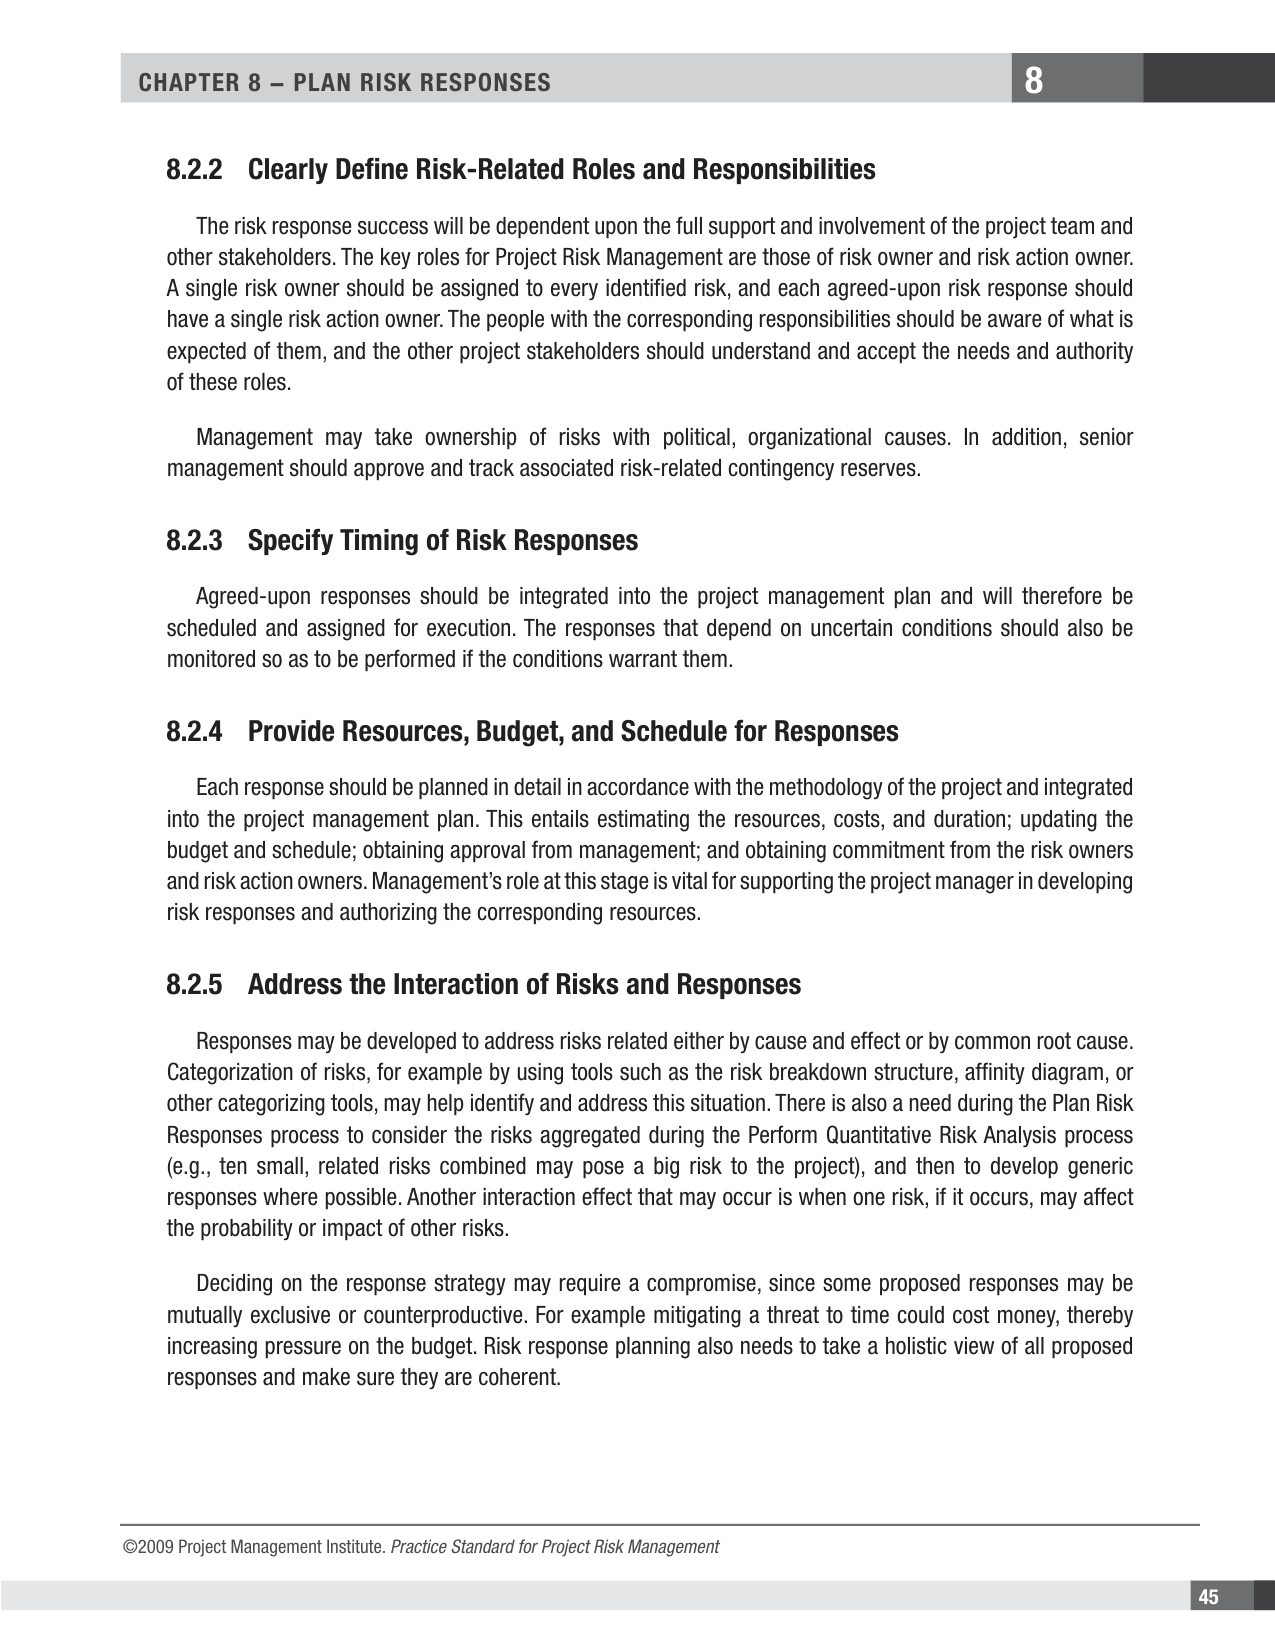 CHAPTER 8 – PLAN RISK RESPONSES
8
8.2.2 Clearly Define Risk-Related Roles and Responsibilities
The risk response success will be dependent upon the full support and involvement of the project team and
other stakeholders. The key roles for Project Risk Management are those of risk owner and risk action owner.
A single risk owner should be assigned to every identified risk, and each agreed-upon risk response should
have a single risk action owner. The people with the corresponding responsibilities should be aware of what is
expected of them, and the other project stakeholders should understand and accept the needs and authority
of these roles.
Management may take ownership of risks with political, organizational causes. In addition, senior
management should approve and track associated risk-related contingency reserves.
8.2.3 Specify Timing of Risk Responses
Agreed-upon responses should be integrated into the project management plan and will therefore be
scheduled and assigned for execution. The responses that depend on uncertain conditions should also be
monitored so as to be performed if the conditions warrant them.
8.2.4 Provide Resources, Budget, and Schedule for Responses
Each response should be planned in detail in accordance with the methodology of the project and integrated
into the project management plan. This entails estimating the resources, costs, and duration; updating the
budget and schedule; obtaining approval from management; and obtaining commitment from the risk owners
and risk action owners. Management’s role at this stage is vital for supporting the project manager in developing
risk responses and authorizing the corresponding resources.
8.2.5 Address the Interaction of Risks and Responses
Responses may be developed to address risks related either by cause and effect or by common root cause.
Categorization of risks, for example by using tools such as the risk breakdown structure, affinity diagram, or
other categorizing tools, may help identify and address this situation. There is also a need during the Plan Risk
Responses process to consider the risks aggregated during the Perform Quantitative Risk Analysis process
(e.g., ten small, related risks combined may pose a big risk to the project), and then to develop generic
responses where possible. Another interaction effect that may occur is when one risk, if it occurs, may affect
the probability or impact of other risks.
Deciding on the response strategy may require a compromise, since some proposed responses may be
mutually exclusive or counterproductive. For example mitigating a threat to time could cost money, thereby
increasing pressure on the budget. Risk response planning also needs to take a holistic view of all proposed
responses and make sure they are coherent.
©2009 Project Management Institute. Practice Standard for Project Risk Management
45